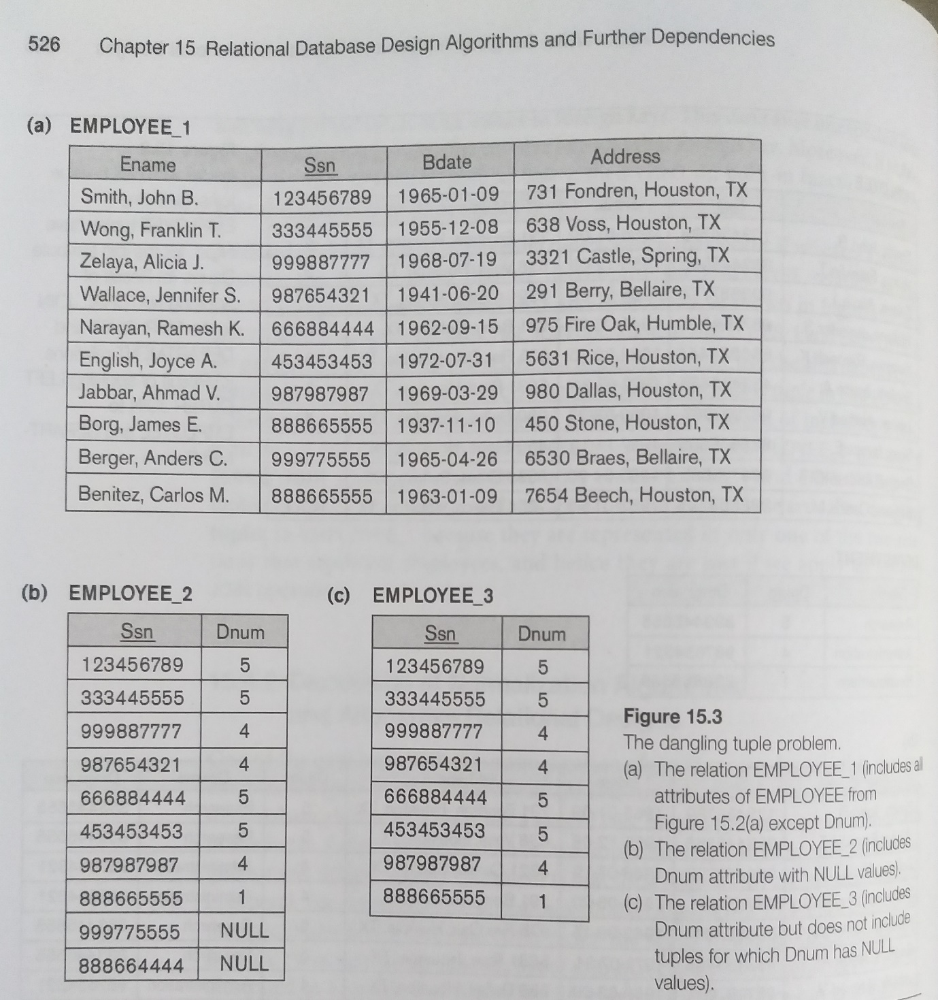 526 Chapter 15 Relational Database Design Algorithms and Further Dependencies
(a) EMPLOYEE_1
Ename Ssn Bdate Address
Smith, John B. 123456789 1965-01-09 731 Fondren, Houston, TX
Wong, Franklin T. 333445555 1955-12-08 638 Voss, Houston, TX
Zelaya, Alicia J. 999887777 1968-07-19 3321 Castle, Spring, TX
Wallace, Jennifer S. 987654321 1941-06-20 291 Berry, Bellaire, TX
Narayan, Ramesh K. 666884444 1962-09-15 975 Fire Oak, Humble, TX
English, Joyce A. 453453453 1972-07-31 5631 Rice, Houston, TX
Jabbar, Ahmad V. 987987987 1969-03-29 980 Dallas, Houston, TX
Borg, James E. 888665555 1937-11-10 450 Stone, Houston, TX
Berger, Anders C. 999775555 1965-04-26 6530 Braes, Bellaire, TX
Benitez, Carlos M. 888665555 1963-01-09 7654 Beech, Houston, TX
(b) EMPLOYEE_2
Ssn Dnum
123456789 5
333445555 5
999887777 4
987654321 4
666884444 5
453453453 5
987987987 4
888665555 1
999775555 NULL
888664444 NULL
(c) EMPLOYEE_3
Ssn Dnum
123456789 5
333445555 5
999887777 4
987654321 4
666884444 5
453453453 5
987987987 4
888665555 1
Figure 15.3
The dangling tuple problem.
(a) The relation EMPLOYEE_1 (includes all
attributes of EMPLOYEE from
Figure 15.2(a) except Dnum).
(b) The relation EMPLOYEE_2 (includes
Dnum attribute with NULL values).
(c) The relation EMPLOYEE_3 (includes
Dnum attribute but does not include
tuples for which Dnum has NULL
values).